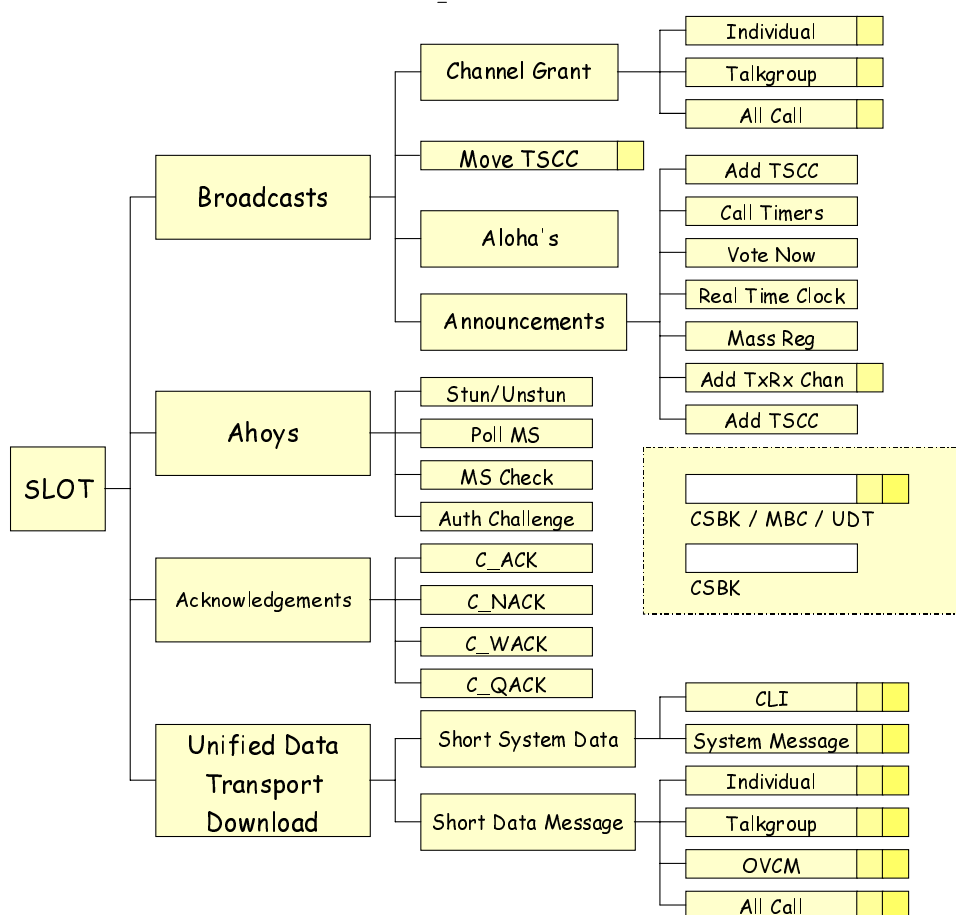 SLOT
Broadcasts
Channel Grant
Individual
Talkgroup
All Call
Move TSCC
Aloha's
Announcements
Add TSCC
Call Timers
Vote Now
Real Time Clock
Mass Reg
Add TxRx Chan
Add TSCC
Ahoys
Stun/Unstun
Poll MS
MS Check
Auth Challenge
CSBK / MBC / UDT
CSBK
Acknowledgements
C_ACK
C_NACK
C_WACK
C_QACK
Unified Data
Transport
Download
Short System Data
CLI
System Message
Short Data Message
Individual
Talkgroup
OVCM
All Call